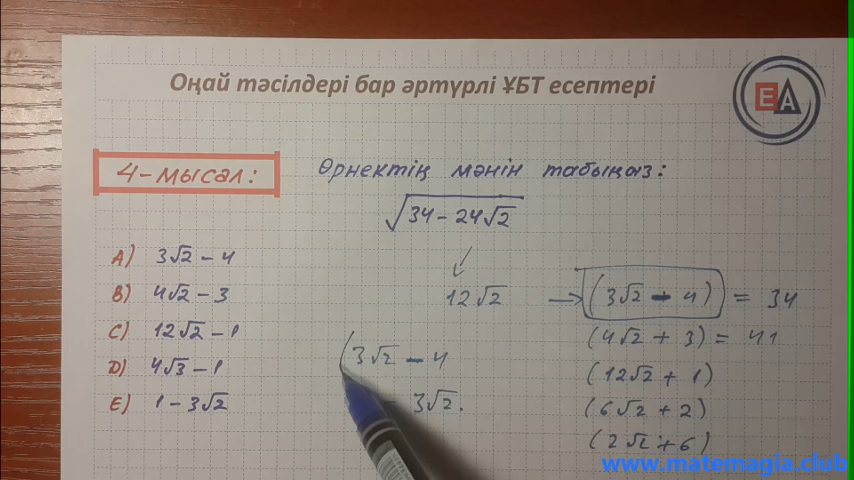 Оңай тәсілдері бар әртүрлі ҰБТ есептері
EA
4-мысал: Өрнектің мәнін табыңыз:
√(34 - 24√2)
A) 3√2 - 4
B) 4√2 - 3
C) 12√2 - 1
D) 4√3 - 1
E) 1 - 3√2
12√2 → (3√2 - 4) = 34
(4√2 + 3) = 41
(12√2 + 1)
(6√2 + 2)
(2√2 + 6)
(3√2 - 4
- 3√2.
www.matemagia.club